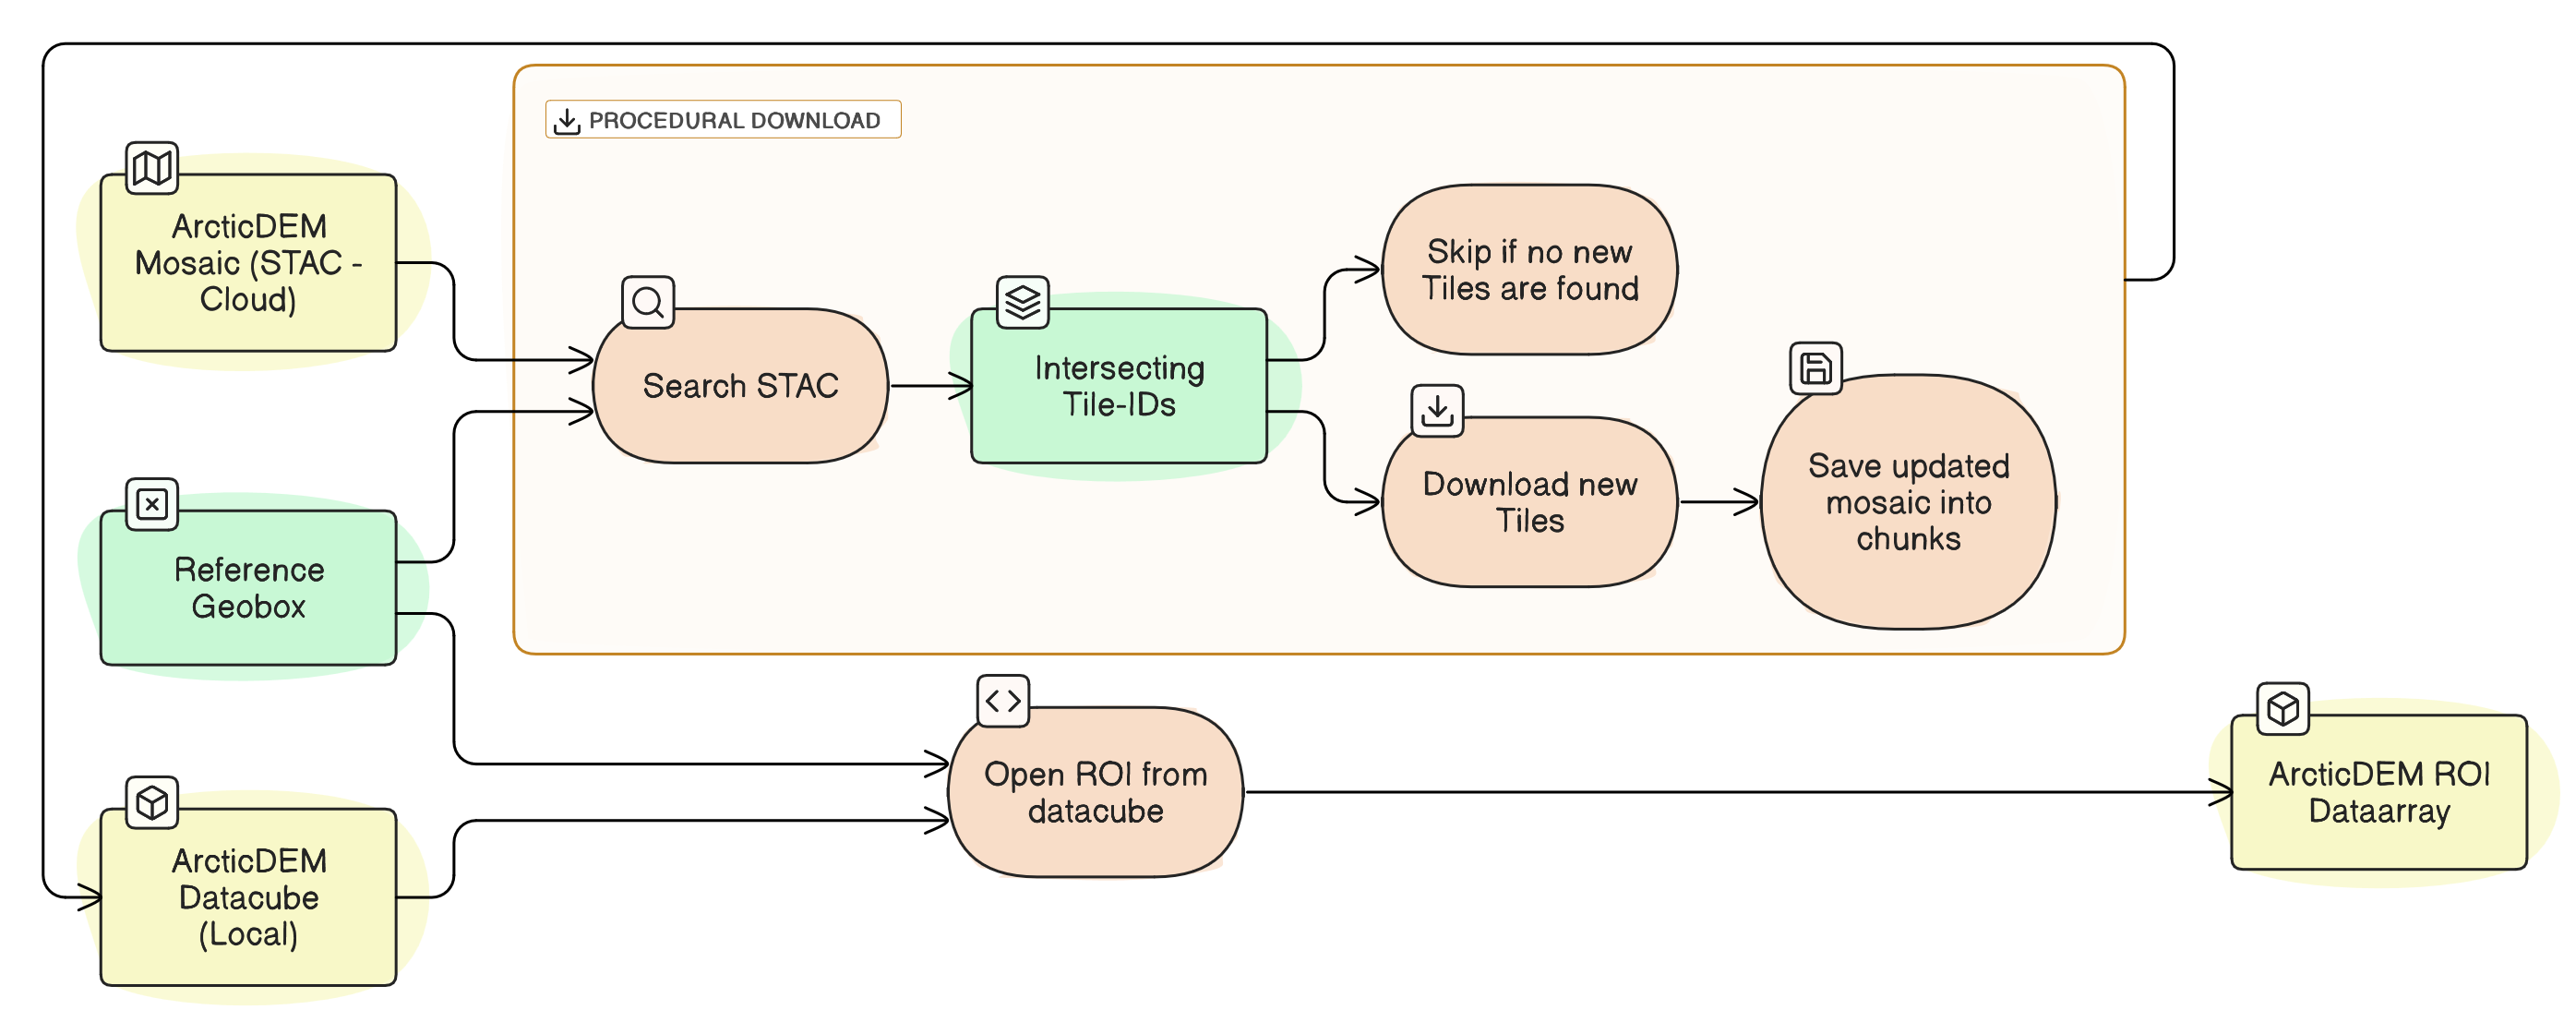 PROCEDURAL DOWNLOAD
ArcticDEM
Mosaic (STAC -
Cloud)
Search STAC
Intersecting
Tile-IDs
Skip if no new
Tiles are found
Download new
Tiles
Save updated
mosaic into
chunks
Reference
Geobox
Open ROI from
datacube
ArcticDEM ROI
Dataarray
ArcticDEM
Datacube
(Local)